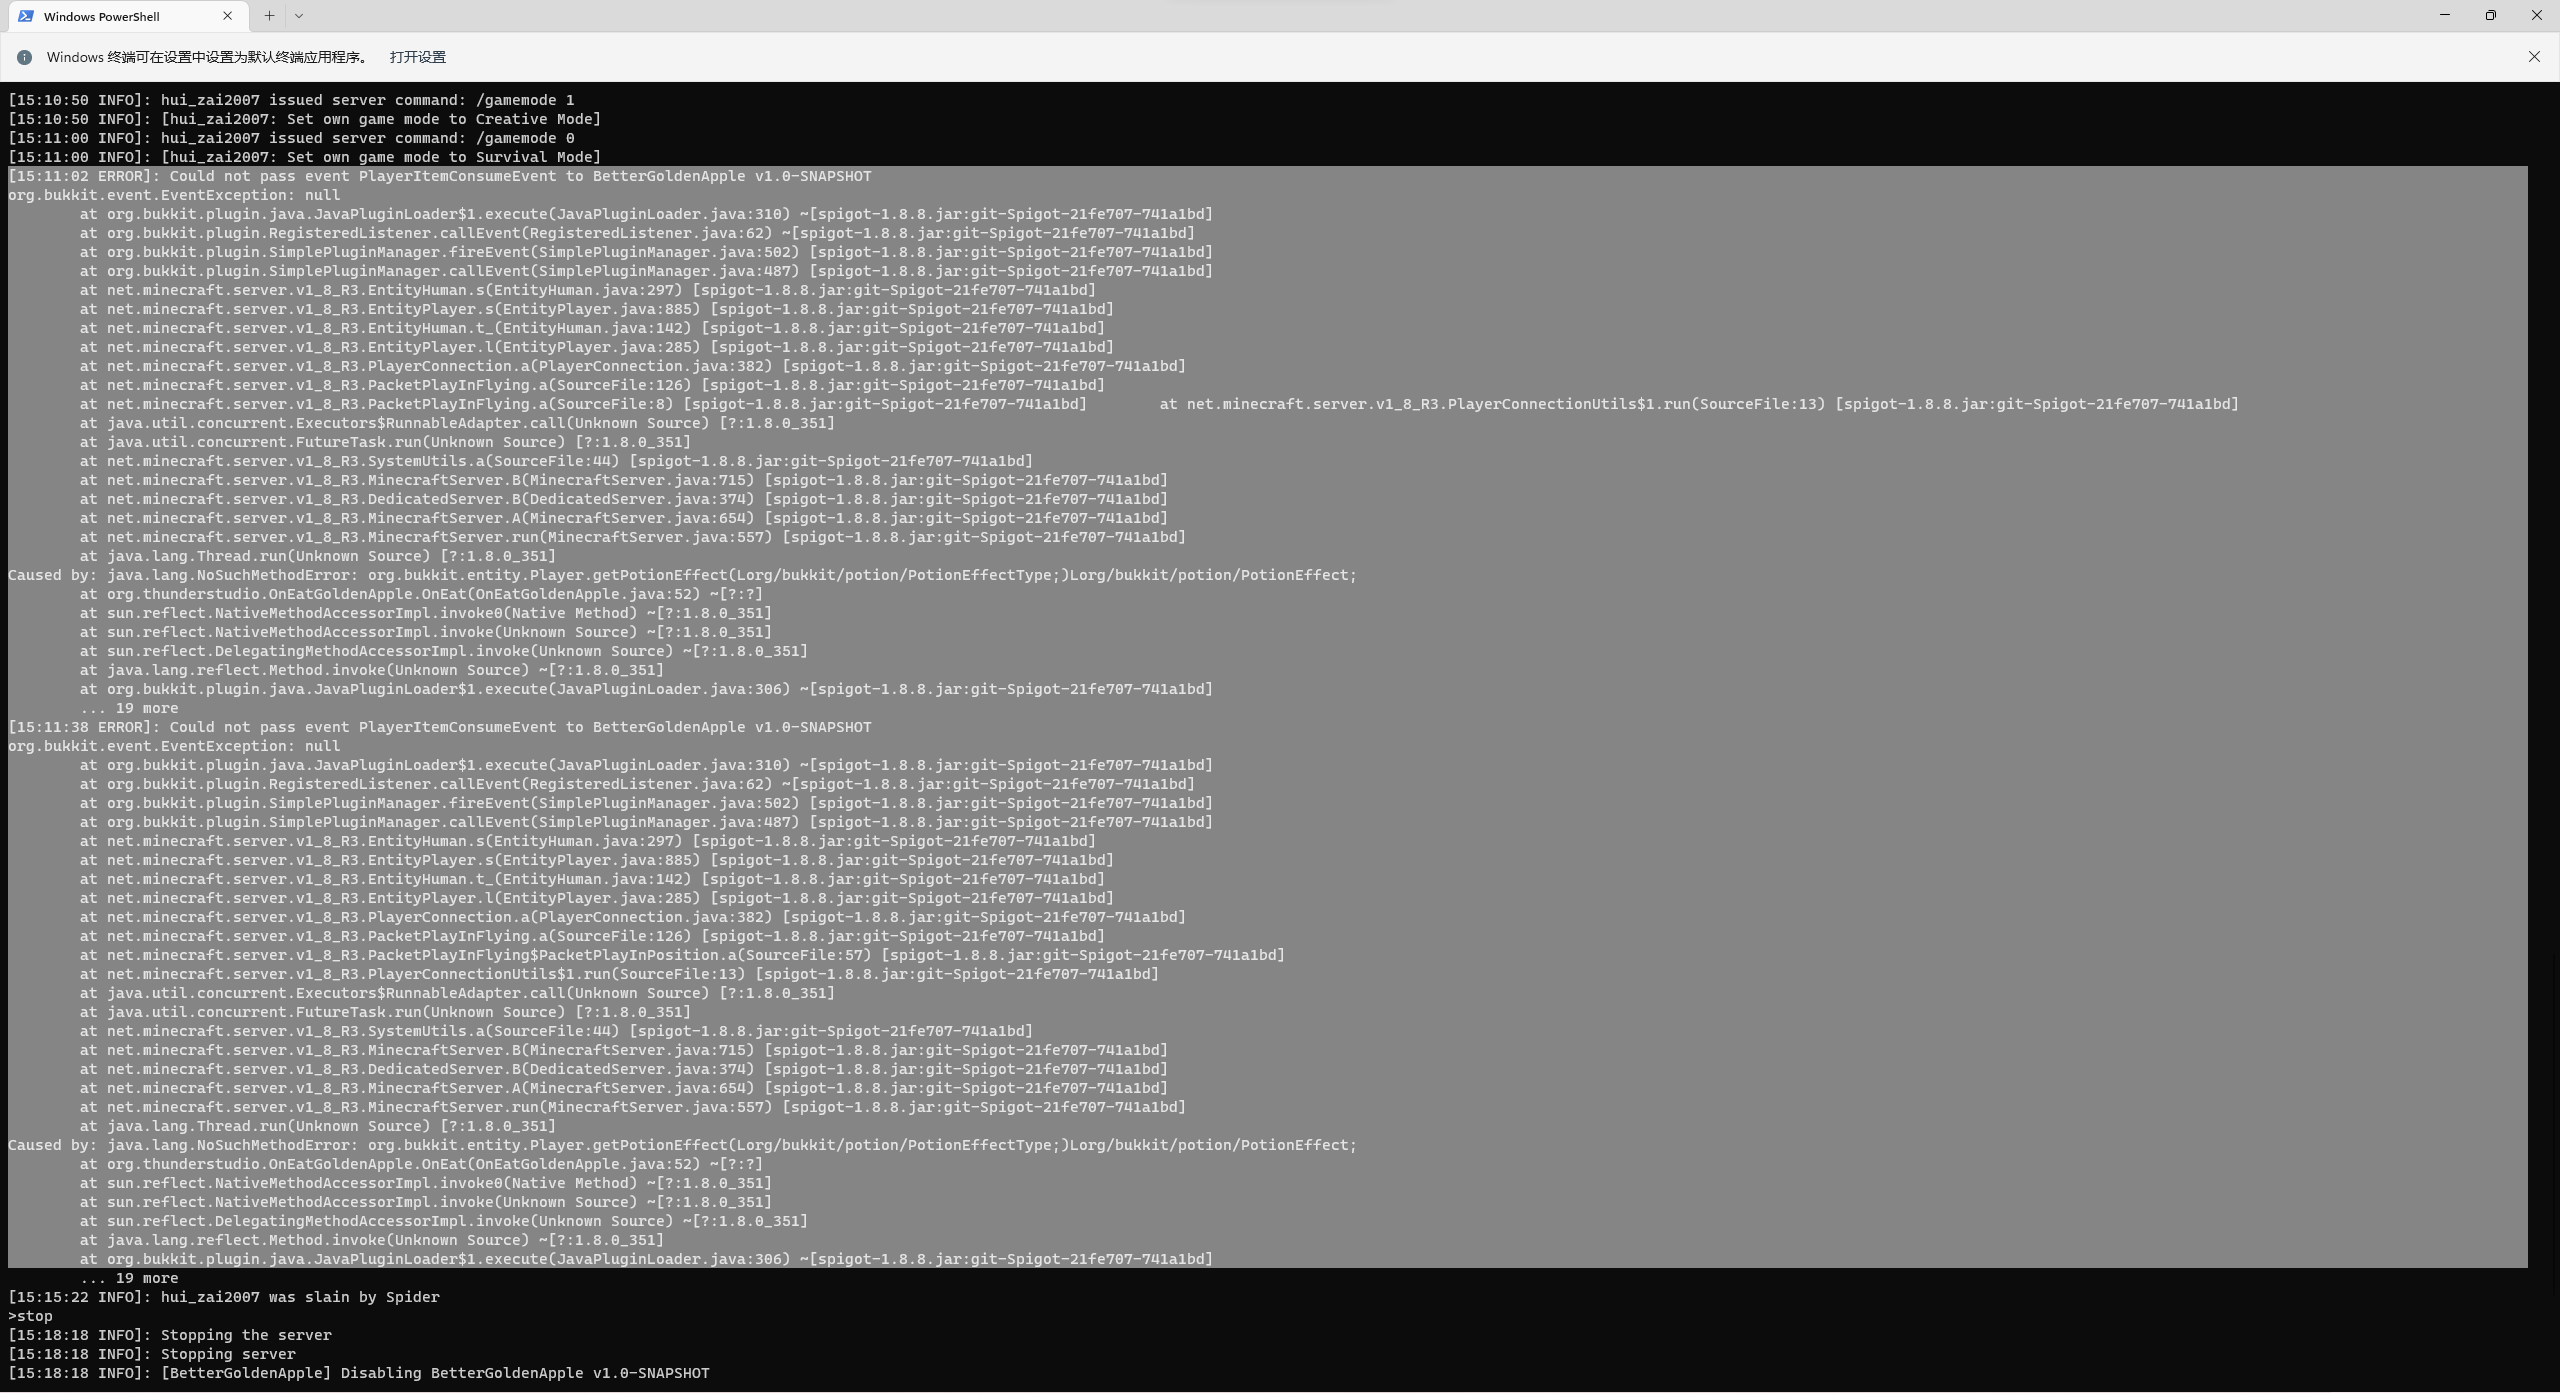 Windows PowerShell
Windows 终端可在设置中设置为默认终端应用程序。 打开设置
[15:10:50 INFO]: hui_zai2007 issued server command: /gamemode 1
[15:10:50 INFO]: [hui_zai2007: Set own game mode to Creative Mode]
[15:11:00 INFO]: hui_zai2007 issued server command: /gamemode 0
[15:11:00 INFO]: [hui_zai2007: Set own game mode to Survival Mode]
[15:11:02 ERROR]: Could not pass event PlayerItemConsumeEvent to BetterGoldenApple v1.0-SNAPSHOT
org.bukkit.event.EventException: null
at org.bukkit.plugin.java.JavaPluginLoader$1.execute(JavaPluginLoader.java:310) ~[spigot-1.8.8.jar:git-Spigot-21fe707-741a1bd]
at org.bukkit.plugin.RegisteredListener.callEvent(RegisteredListener.java:62) ~[spigot-1.8.8.jar:git-Spigot-21fe707-741a1bd]
at org.bukkit.plugin.SimplePluginManager.fireEvent(SimplePluginManager.java:502) [spigot-1.8.8.jar:git-Spigot-21fe707-741a1bd]
at org.bukkit.plugin.SimplePluginManager.callEvent(SimplePluginManager.java:487) [spigot-1.8.8.jar:git-Spigot-21fe707-741a1bd]
at net.minecraft.server.v1_8_R3.EntityHuman.s(EntityHuman.java:297) [spigot-1.8.8.jar:git-Spigot-21fe707-741a1bd]
at net.minecraft.server.v1_8_R3.EntityPlayer.s(EntityPlayer.java:885) [spigot-1.8.8.jar:git-Spigot-21fe707-741a1bd]
at net.minecraft.server.v1_8_R3.EntityHuman.t_(EntityHuman.java:142) [spigot-1.8.8.jar:git-Spigot-21fe707-741a1bd]
at net.minecraft.server.v1_8_R3.EntityPlayer.l(EntityPlayer.java:285) [spigot-1.8.8.jar:git-Spigot-21fe707-741a1bd]
at net.minecraft.server.v1_8_R3.PlayerConnection.a(PlayerConnection.java:382) [spigot-1.8.8.jar:git-Spigot-21fe707-741a1bd]
at net.minecraft.server.v1_8_R3.PacketPlayInFlying.a(SourceFile:126) [spigot-1.8.8.jar:git-Spigot-21fe707-741a1bd]
at net.minecraft.server.v1_8_R3.PacketPlayInFlying.a(SourceFile:8) [spigot-1.8.8.jar:git-Spigot-21fe707-741a1bd] at net.minecraft.server.v1_8_R3.PlayerConnectionUtils$1.run(SourceFile:13) [spigot-1.8.8.jar:git-Spigot-21fe707-741a1bd]
at java.util.concurrent.Executors$RunnableAdapter.call(Unknown Source) [?:1.8.0_351]
at java.util.concurrent.FutureTask.run(Unknown Source) [?:1.8.0_351]
at net.minecraft.server.v1_8_R3.SystemUtils.a(SourceFile:44) [spigot-1.8.8.jar:git-Spigot-21fe707-741a1bd]
at net.minecraft.server.v1_8_R3.MinecraftServer.B(MinecraftServer.java:715) [spigot-1.8.8.jar:git-Spigot-21fe707-741a1bd]
at net.minecraft.server.v1_8_R3.DedicatedServer.B(DedicatedServer.java:374) [spigot-1.8.8.jar:git-Spigot-21fe707-741a1bd]
at net.minecraft.server.v1_8_R3.MinecraftServer.A(MinecraftServer.java:654) [spigot-1.8.8.jar:git-Spigot-21fe707-741a1bd]
at net.minecraft.server.v1_8_R3.MinecraftServer.run(MinecraftServer.java:557) [spigot-1.8.8.jar:git-Spigot-21fe707-741a1bd]
at java.lang.Thread.run(Unknown Source) [?:1.8.0_351]
Caused by: java.lang.NoSuchMethodError: org.bukkit.entity.Player.getPotionEffect(Lorg/bukkit/potion/PotionEffectType;)Lorg/bukkit/potion/PotionEffect;
at org.thunderstudio.OnEatGoldenApple.OnEat(OnEatGoldenApple.java:52) ~[?:?]
at sun.reflect.NativeMethodAccessorImpl.invoke0(Native Method) ~[?:1.8.0_351]
at sun.reflect.NativeMethodAccessorImpl.invoke(Unknown Source) ~[?:1.8.0_351]
at sun.reflect.DelegatingMethodAccessorImpl.invoke(Unknown Source) ~[?:1.8.0_351]
at java.lang.reflect.Method.invoke(Unknown Source) ~[?:1.8.0_351]
at org.bukkit.plugin.java.JavaPluginLoader$1.execute(JavaPluginLoader.java:306) ~[spigot-1.8.8.jar:git-Spigot-21fe707-741a1bd]
... 19 more
[15:11:38 ERROR]: Could not pass event PlayerItemConsumeEvent to BetterGoldenApple v1.0-SNAPSHOT
org.bukkit.event.EventException: null
at org.bukkit.plugin.java.JavaPluginLoader$1.execute(JavaPluginLoader.java:310) ~[spigot-1.8.8.jar:git-Spigot-21fe707-741a1bd]
at org.bukkit.plugin.RegisteredListener.callEvent(RegisteredListener.java:62) ~[spigot-1.8.8.jar:git-Spigot-21fe707-741a1bd]
at org.bukkit.plugin.SimplePluginManager.fireEvent(SimplePluginManager.java:502) [spigot-1.8.8.jar:git-Spigot-21fe707-741a1bd]
at org.bukkit.plugin.SimplePluginManager.callEvent(SimplePluginManager.java:487) [spigot-1.8.8.jar:git-Spigot-21fe707-741a1bd]
at net.minecraft.server.v1_8_R3.EntityHuman.s(EntityHuman.java:297) [spigot-1.8.8.jar:git-Spigot-21fe707-741a1bd]
at net.minecraft.server.v1_8_R3.EntityPlayer.s(EntityPlayer.java:885) [spigot-1.8.8.jar:git-Spigot-21fe707-741a1bd]
at net.minecraft.server.v1_8_R3.EntityHuman.t_(EntityHuman.java:142) [spigot-1.8.8.jar:git-Spigot-21fe707-741a1bd]
at net.minecraft.server.v1_8_R3.EntityPlayer.l(EntityPlayer.java:285) [spigot-1.8.8.jar:git-Spigot-21fe707-741a1bd]
at net.minecraft.server.v1_8_R3.PlayerConnection.a(PlayerConnection.java:382) [spigot-1.8.8.jar:git-Spigot-21fe707-741a1bd]
at net.minecraft.server.v1_8_R3.PacketPlayInFlying.a(SourceFile:126) [spigot-1.8.8.jar:git-Spigot-21fe707-741a1bd]
at net.minecraft.server.v1_8_R3.PacketPlayInFlying$PacketPlayInPosition.a(SourceFile:57) [spigot-1.8.8.jar:git-Spigot-21fe707-741a1bd]
at net.minecraft.server.v1_8_R3.PlayerConnectionUtils$1.run(SourceFile:13) [spigot-1.8.8.jar:git-Spigot-21fe707-741a1bd]
at java.util.concurrent.Executors$RunnableAdapter.call(Unknown Source) [?:1.8.0_351]
at java.util.concurrent.FutureTask.run(Unknown Source) [?:1.8.0_351]
at net.minecraft.server.v1_8_R3.SystemUtils.a(SourceFile:44) [spigot-1.8.8.jar:git-Spigot-21fe707-741a1bd]
at net.minecraft.server.v1_8_R3.MinecraftServer.B(MinecraftServer.java:715) [spigot-1.8.8.jar:git-Spigot-21fe707-741a1bd]
at net.minecraft.server.v1_8_R3.DedicatedServer.B(DedicatedServer.java:374) [spigot-1.8.8.jar:git-Spigot-21fe707-741a1bd]
at net.minecraft.server.v1_8_R3.MinecraftServer.A(MinecraftServer.java:654) [spigot-1.8.8.jar:git-Spigot-21fe707-741a1bd]
at net.minecraft.server.v1_8_R3.MinecraftServer.run(MinecraftServer.java:557) [spigot-1.8.8.jar:git-Spigot-21fe707-741a1bd]
at java.lang.Thread.run(Unknown Source) [?:1.8.0_351]
Caused by: java.lang.NoSuchMethodError: org.bukkit.entity.Player.getPotionEffect(Lorg/bukkit/potion/PotionEffectType;)Lorg/bukkit/potion/PotionEffect;
at org.thunderstudio.OnEatGoldenApple.OnEat(OnEatGoldenApple.java:52) ~[?:?]
at sun.reflect.NativeMethodAccessorImpl.invoke0(Native Method) ~[?:1.8.0_351]
at sun.reflect.NativeMethodAccessorImpl.invoke(Unknown Source) ~[?:1.8.0_351]
at sun.reflect.DelegatingMethodAccessorImpl.invoke(Unknown Source) ~[?:1.8.0_351]
at java.lang.reflect.Method.invoke(Unknown Source) ~[?:1.8.0_351]
at org.bukkit.plugin.java.JavaPluginLoader$1.execute(JavaPluginLoader.java:306) ~[spigot-1.8.8.jar:git-Spigot-21fe707-741a1bd]
... 19 more
[15:15:22 INFO]: hui_zai2007 was slain by Spider
>stop
[15:18:18 INFO]: Stopping the server
[15:18:18 INFO]: Stopping server
[15:18:18 INFO]: [BetterGoldenApple] Disabling BetterGoldenApple v1.0-SNAPSHOT